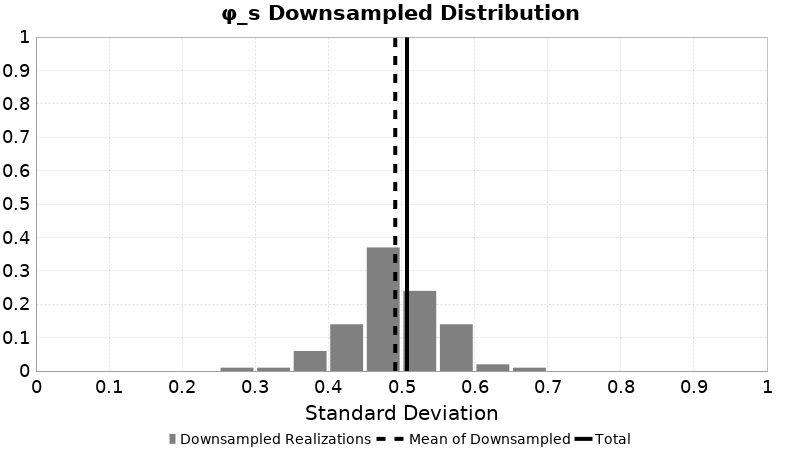 φ_s Downsampled Distribution
1
0.9
0.8
0.7
0.6
0.5
0.4
0.3
0.2
0.1
0
0 0.1 0.2 0.3 0.4 0.5 0.6 0.7 0.8 0.9 1
Standard Deviation
Downsampled Realizations Mean of Downsampled Total